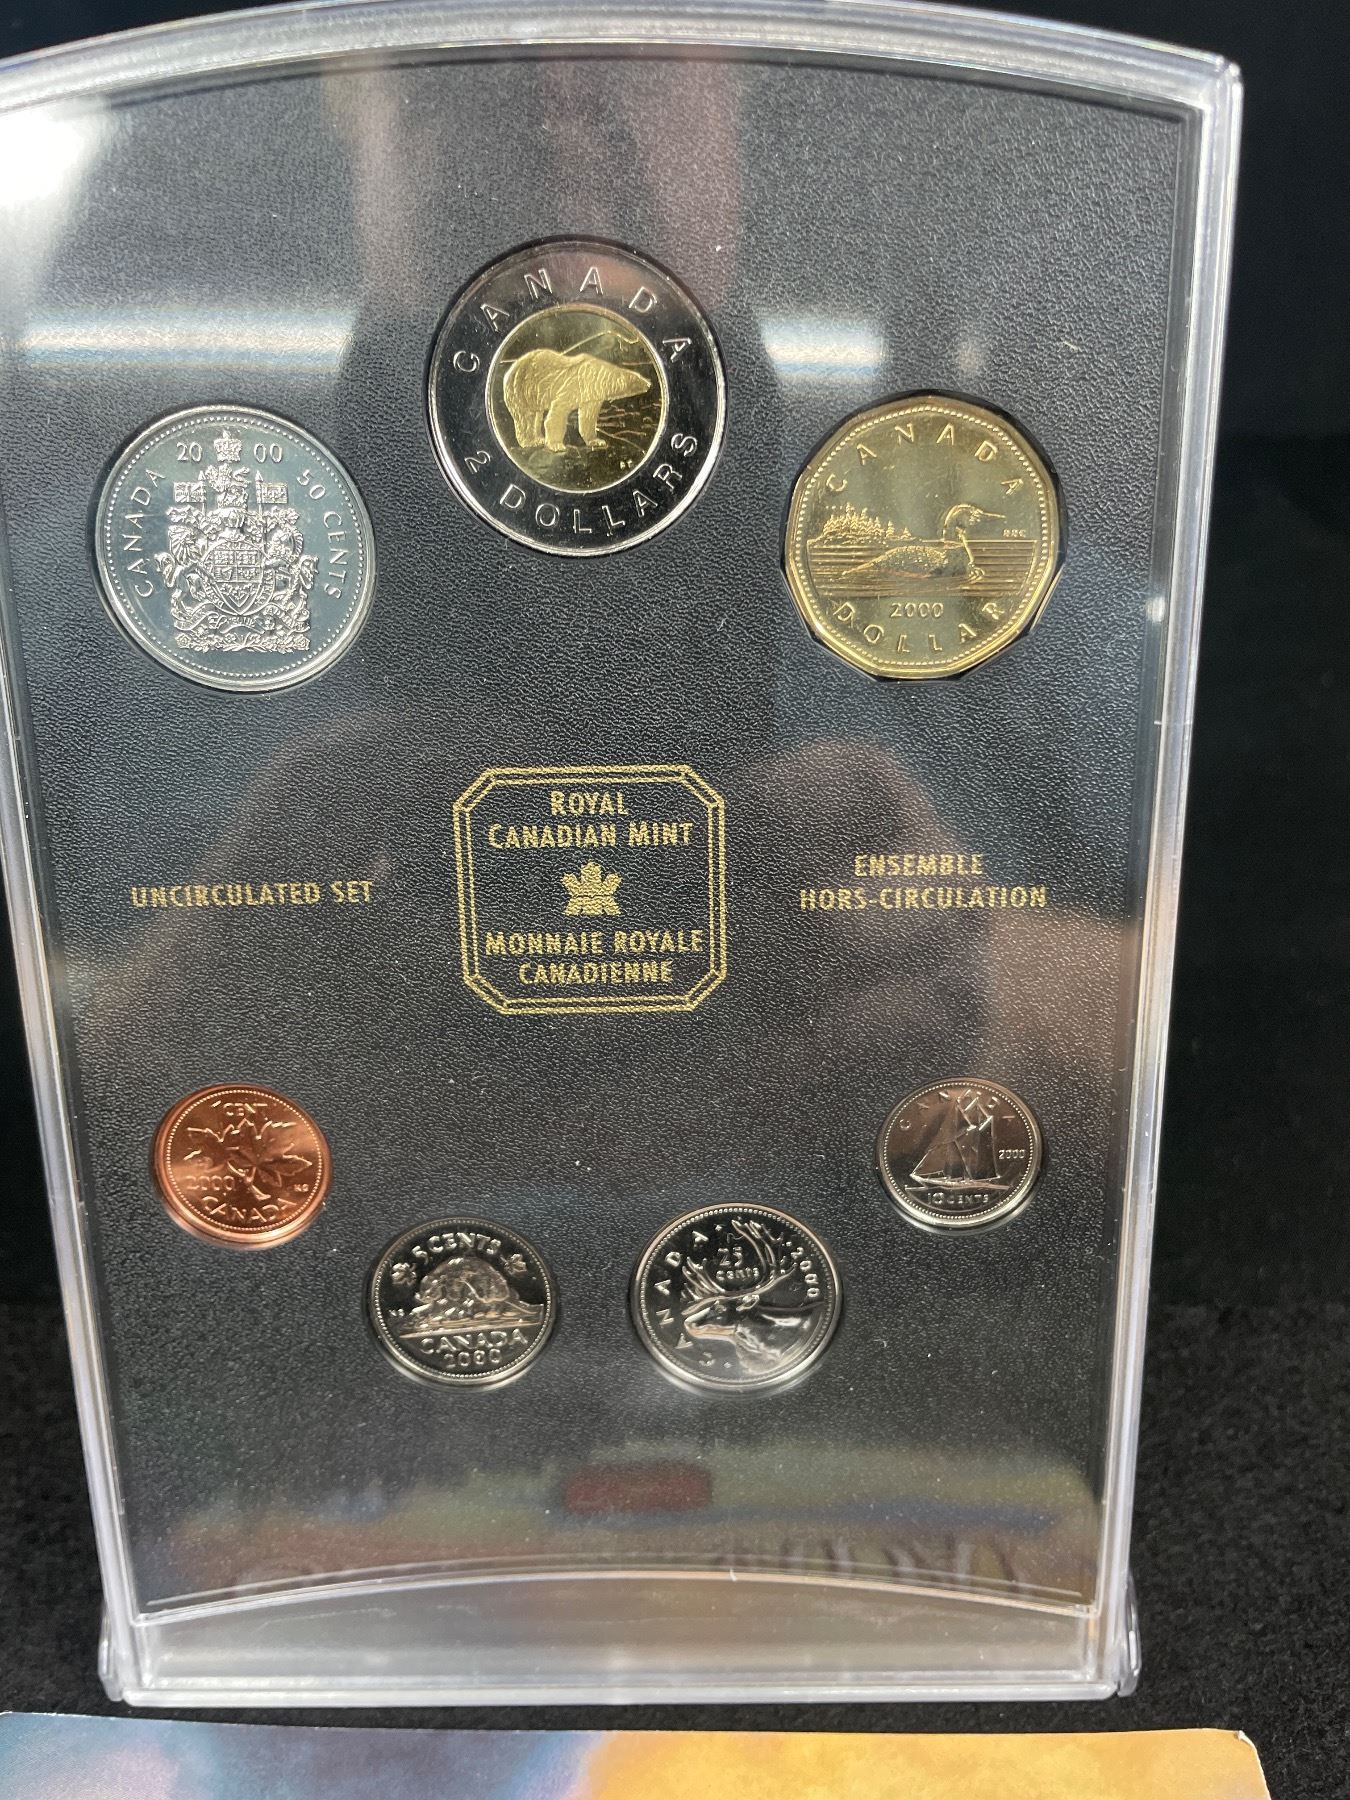 CANADA
2 DOLLARS
20 00
CANADA
50 CENTS
CANADA
2000
DOLLAR
ROYAL
CANADIAN MINT
MONNAIE ROYALE
CANADIENNE
UNCIRCULATED SET
ENSEMBLE
HORS-CIRCULATION
CENT
2000
CANADA
5 CENTS
CANADA
2000
CANADA
25
CENTS
2000
CANADA
2000
10 CENTS